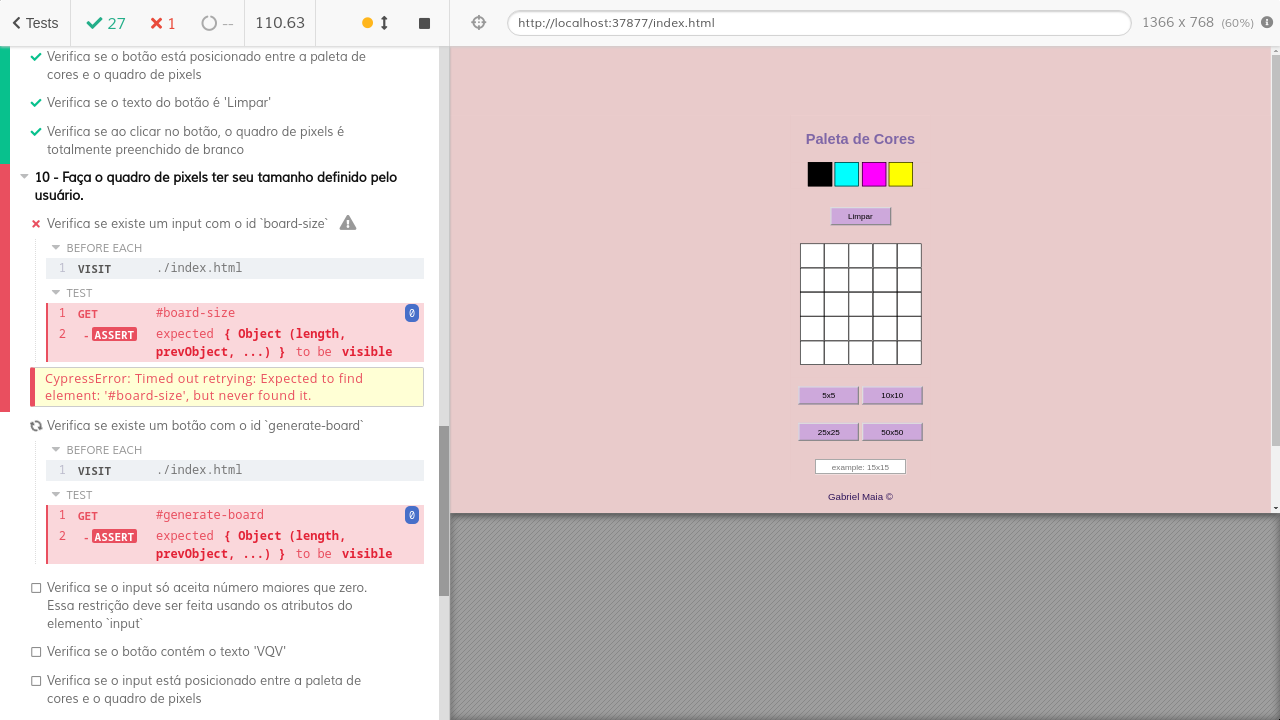 Tests 27 1 -- 110.63
http://localhost:37877/index.html 1366 x 768 (60%)
Verifica se o botão está posicionado entre a paleta de
cores e o quadro de pixels
Verifica se o texto do botão é 'Limpar'
Verifica se ao clicar no botão, o quadro de pixels é
totalmente preenchido de branco
10 - Faça o quadro de pixels ter seu tamanho definido pelo
usuário.
Verifica se existe um input com o id `board-size`
BEFORE EACH
1 VISIT ./index.html
TEST
1 GET #board-size 0
2 - ASSERT expected { Object (length,
prevObject, ...) } to be visible
CypressError: Timed out retrying: Expected to find
element: '#board-size', but never found it.
Verifica se existe um botão com o id `generate-board`
BEFORE EACH
1 VISIT ./index.html
TEST
1 GET #generate-board 0
2 - ASSERT expected { Object (length,
prevObject, ...) } to be visible
Verifica se o input só aceita número maiores que zero.
Essa restrição deve ser feita usando os atributos do
elemento `input`
Verifica se o botão contém o texto 'VQV'
Verifica se o input está posicionado entre a paleta de
cores e o quadro de pixels
Paleta de Cores
Limpar
5x5 10x10
25x25 50x50
example: 15x15
Gabriel Maia ©